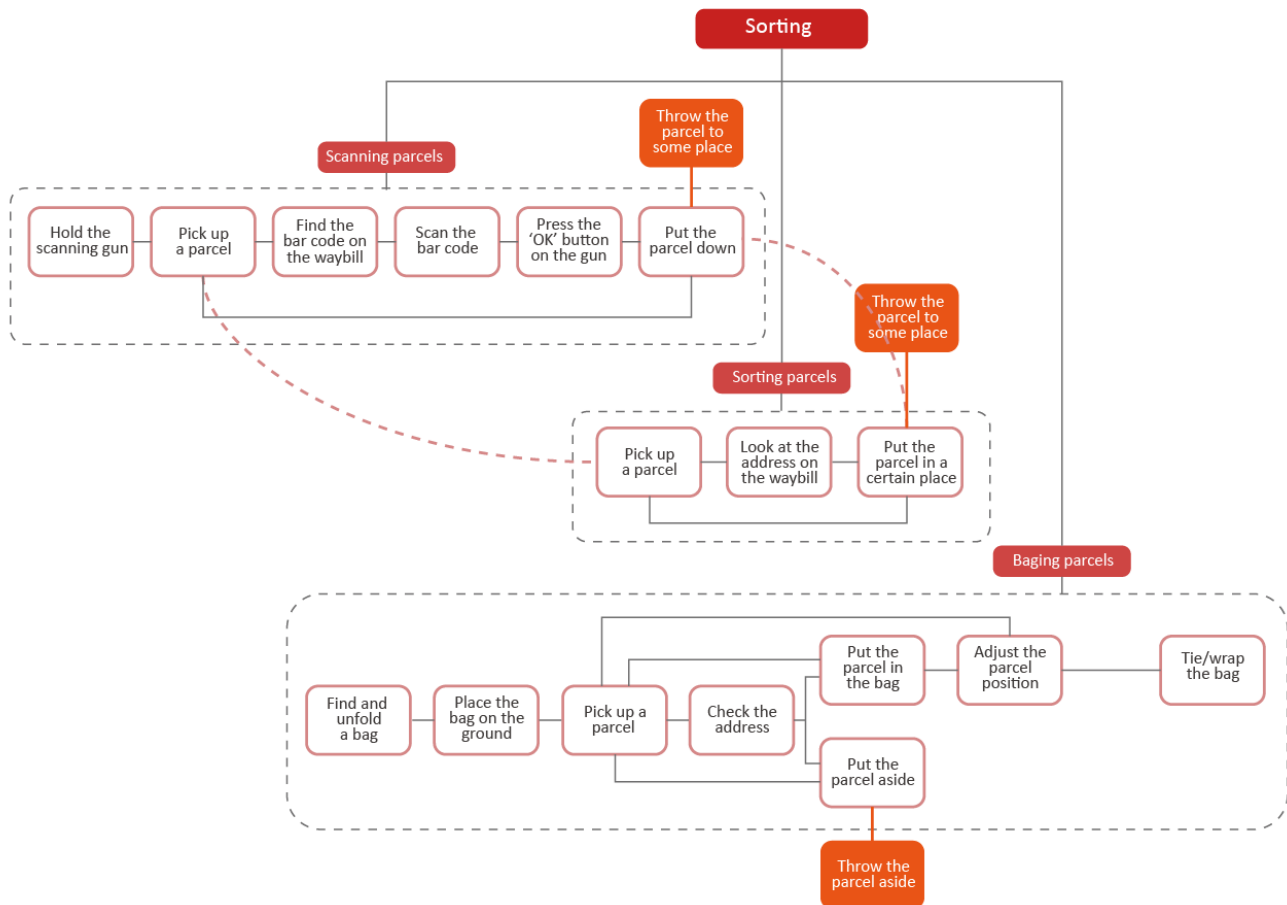 Sorting
Throw the
parcel to
some place
Scanning parcels
Hold the
scanning gun
Pick up
a parcel
Find the
bar code on
the waybill
Scan the
bar code
Press the
‘OK’ button
on the gun
Put the
parcel down
Throw the
parcel to
some place
Sorting parcels
Pick up
a parcel
Look at the
address on
the waybill
Put the
parcel in a
certain place
Baging parcels
Find and
unfold
a bag
Place the
bag on the
ground
Pick up a
parcel
Check the
address
Put the
parcel in
the bag
Adjust the
parcel
position
Tie/wrap
the bag
Put the
parcel aside
Throw the
parcel aside